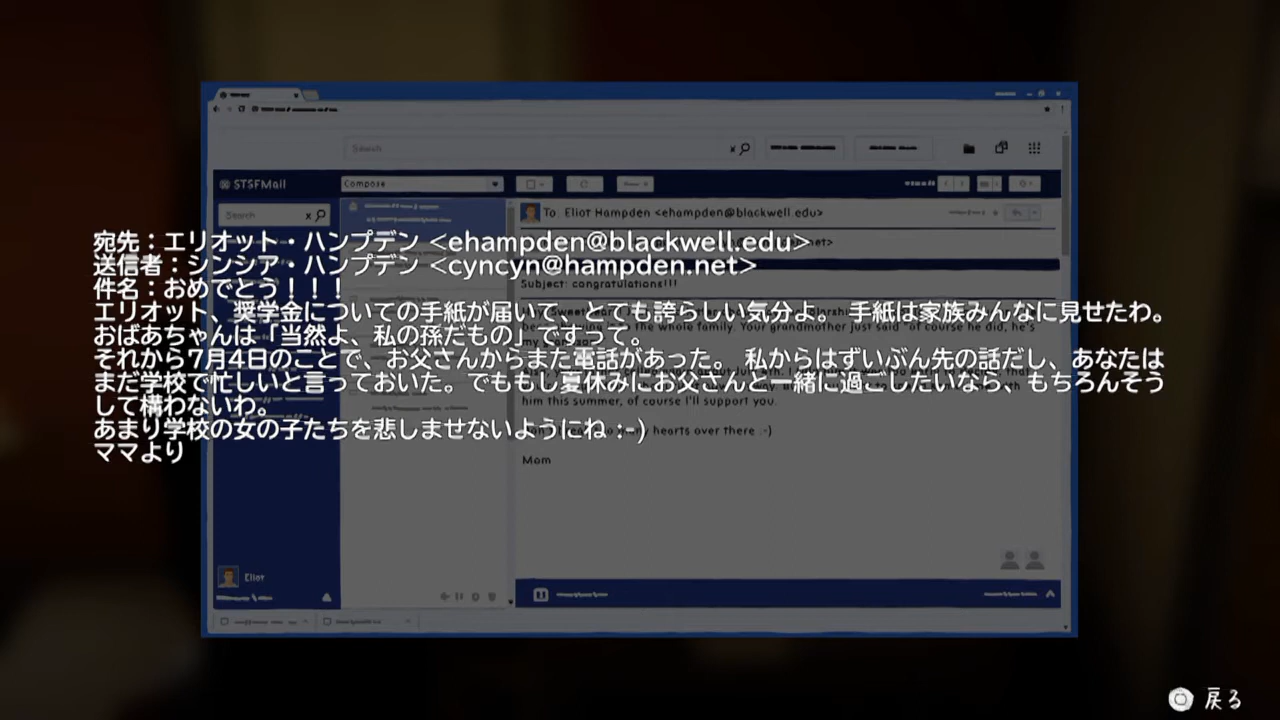 Search
STSFMail
Compose
Search
To: Eliot Hampden <ehampden@blackwell.edu>
宛先：エリオット・ハンプデン <ehampden@blackwell.edu>
送信者：シンシア・ハンプデン <cyncyn@hampden.net>
件名：おめでとう！！！
Subject: congratulations!!!
エリオット、奨学金についての手紙が届いて、とても誇らしい気分よ。 手紙は家族みんなに見せたわ。
おばあちゃんは「当然よ、私の孫だもの」ですって。
the whole family. Your grandmother just said "of course he did, he's
それから7月4日のことで、お父さんからまた電話があった。 私からはずいぶん先の話だし、あなたは
まだ学校で忙しいと言っておいた。でももし夏休みにお父さんと一緒に過ごしたいなら、もちろんそう
して構わないわ。
him this summer, of course I'll support you.
あまり学校の女の子たちを悲しませないようにね :-)
hearts over there :-)
ママより
Mom
Eliot
戻る